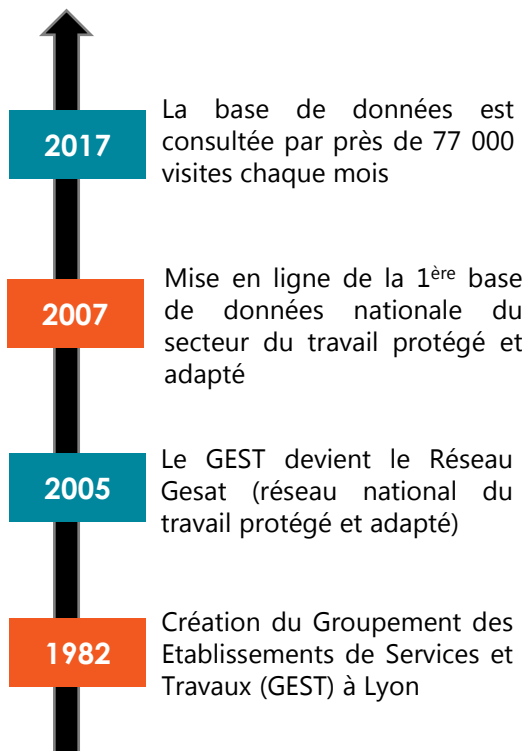 2017
La base de données est
consultée par près de 77 000
visites chaque mois
2007
Mise en ligne de la 1ère base
de données nationale du
secteur du travail protégé et
adapté
2005
Le GEST devient le Réseau
Gesat (réseau national du
travail protégé et adapté)
1982
Création du Groupement des
Etablissements de Services et
Travaux (GEST) à Lyon